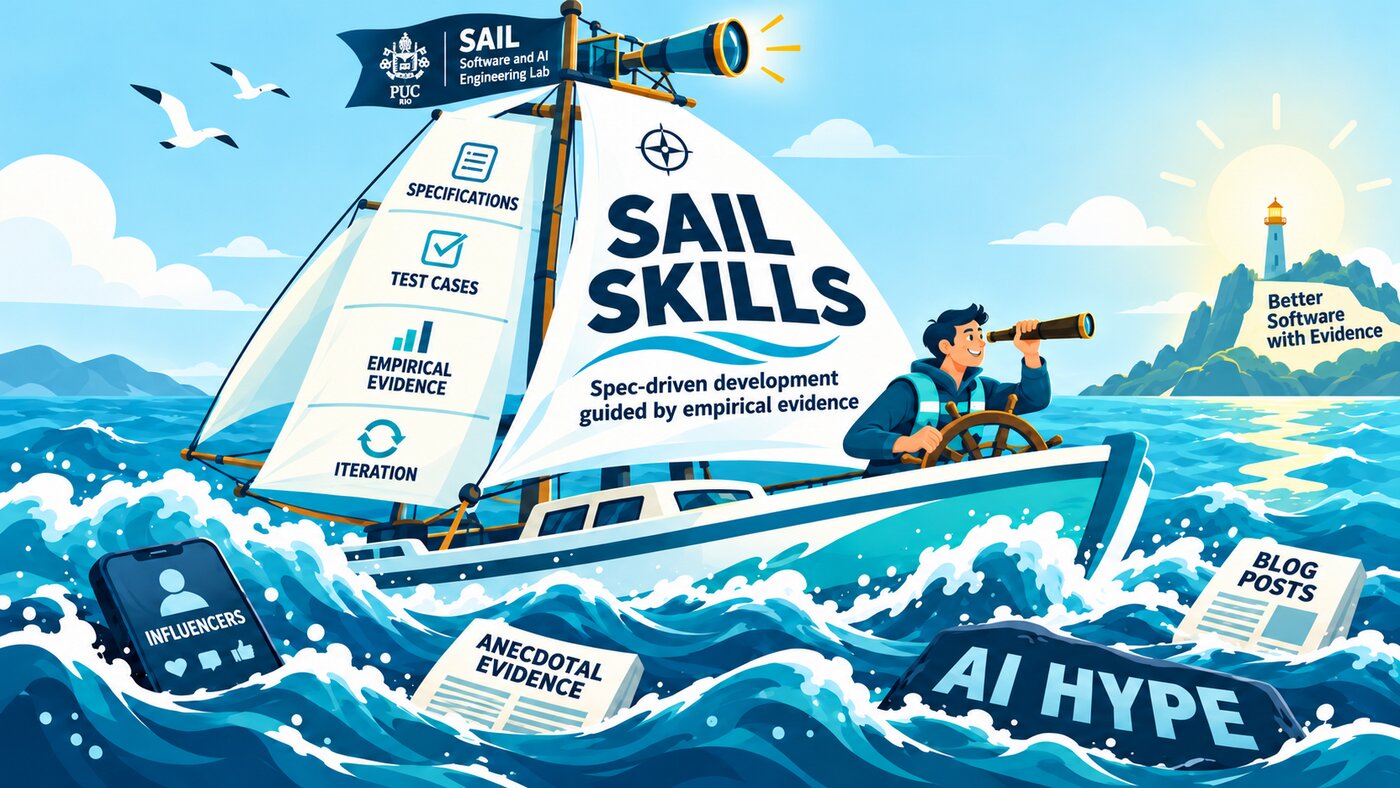 PUC
RIO
SAIL
Software and AI
Engineering Lab
SPECIFICATIONS
TEST CASES
EMPIRICAL
EVIDENCE
ITERATION
SAIL
SKILLS
Spec-driven development
guided by empirical evidence
Better
Software
with Evidence
INFLUENCERS
ANECDOTAL
EVIDENCE
AI HYPE
BLOG
POSTS